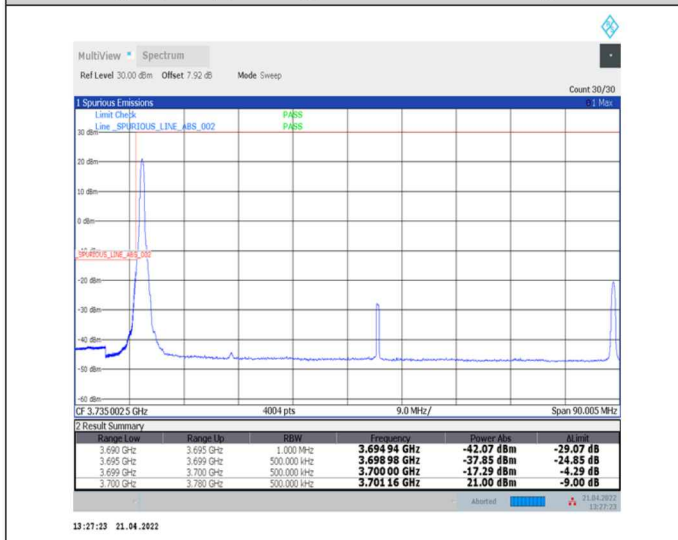 MultiView Spectrum
Ref Level 30.00 dBm Offset 7.92 dB Mode Sweep
Count 30/30
1 Spurious Emissions 1 Max
Limit Check PASS
Line _SPURIOUS_LINE_ABS_002 PASS
30 dBm
20 dBm
10 dBm
0 dBm
_SPURIOUS_LINE_ABS_002
-20 dBm
-30 dBm
-40 dBm
-50 dBm
-60 dBm
CF 3.735 002 5 GHz 4004 pts 9.0 MHz/ Span 90.005 MHz
2 Result Summary
Range Low Range Up RBW Frequency Power Abs ΔLimit
3.690 GHz 3.695 GHz 1.000 MHz 3.694 94 GHz -42.07 dBm -29.07 dB
3.695 GHz 3.699 GHz 500.000 kHz 3.698 98 GHz -37.85 dBm -24.85 dB
3.699 GHz 3.700 GHz 500.000 kHz 3.700 00 GHz -17.29 dBm -4.29 dB
3.700 GHz 3.780 GHz 500.000 kHz 3.701 16 GHz 21.00 dBm -9.00 dB
Aborted 21.04.2022
13:27:23
13:27:23 21.04.2022